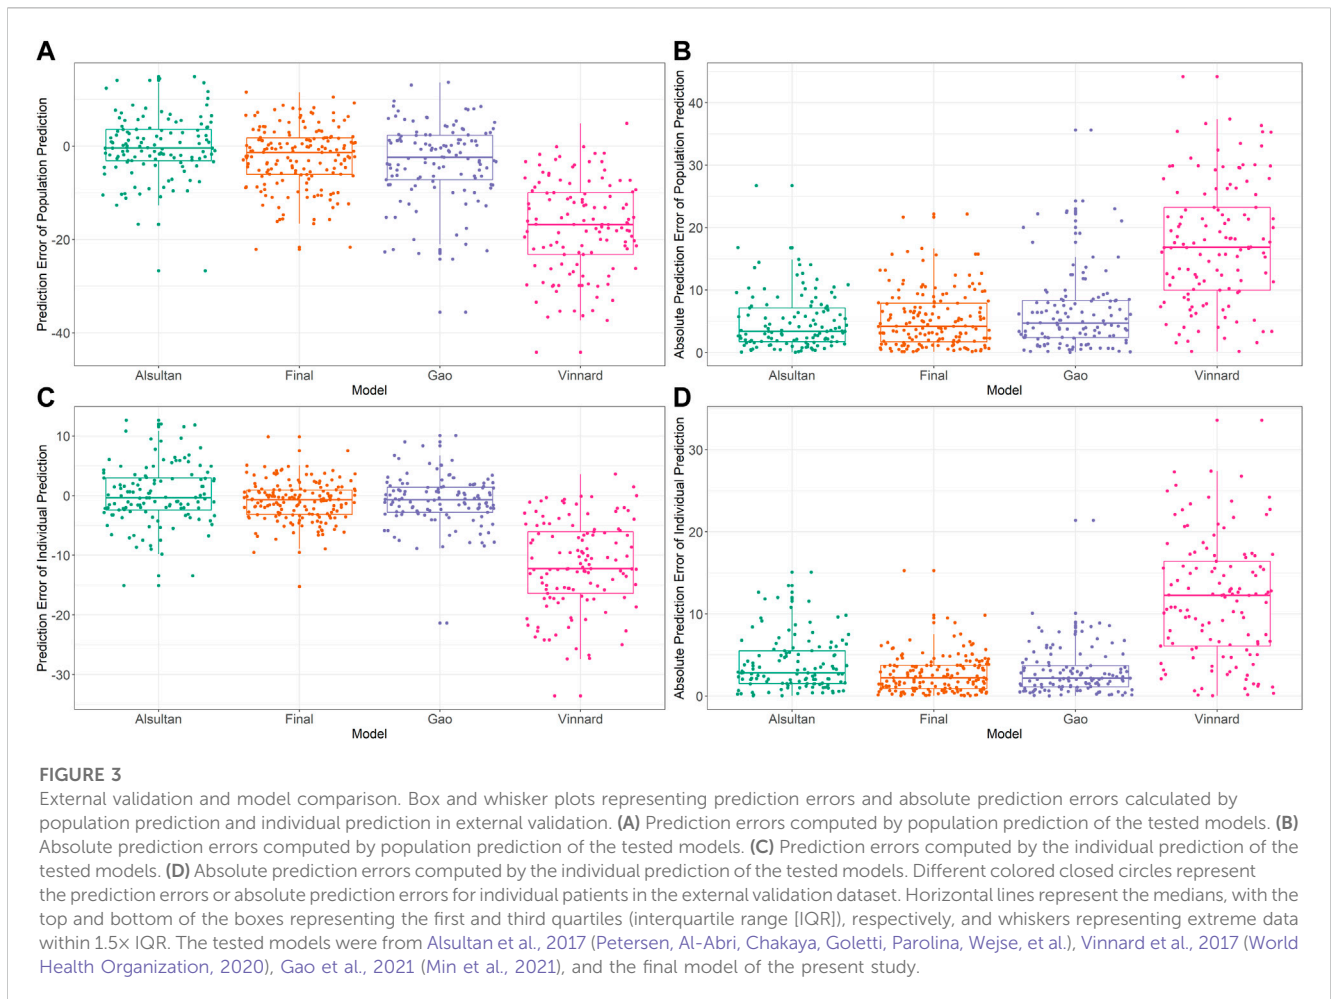 A
Prediction Error of Population Prediction
0
-20
-40
Alsultan Final Gao Vinnard
Model
B
Absolute Prediction Error of Population Prediction
40
30
20
10
0
Alsultan Final Gao Vinnard
Model
C
Prediction Error of Individual Prediction
10
0
-10
-20
-30
Alsultan Final Gao Vinnard
Model
D
Absolute Prediction Error of Individual Prediction
30
20
10
0
Alsultan Final Gao Vinnard
Model
FIGURE 3
External validation and model comparison. Box and whisker plots representing prediction errors and absolute prediction errors calculated by
population prediction and individual prediction in external validation. (A) Prediction errors computed by population prediction of the tested models. (B)
Absolute prediction errors computed by population prediction of the tested models. (C) Prediction errors computed by the individual prediction of the
tested models. (D) Absolute prediction errors computed by the individual prediction of the tested models. Different colored closed circles represent
the prediction errors or absolute prediction errors for individual patients in the external validation dataset. Horizontal lines represent the medians, with the
top and bottom of the boxes representing the first and third quartiles (interquartile range [IQR]), respectively, and whiskers representing extreme data
within 1.5× IQR. The tested models were from Alsultan et al., 2017 (Petersen, Al-Abri, Chakaya, Goletti, Parolina, Wejse, et al.), Vinnard et al., 2017 (World
Health Organization, 2020), Gao et al., 2021 (Min et al., 2021), and the final model of the present study.